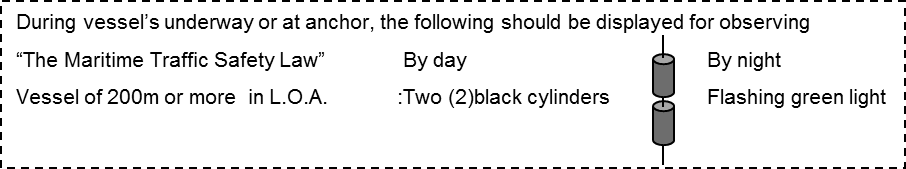 During vessel’s underway or at anchor, the following should be displayed for observing
“The Maritime Traffic Safety Law” By day By night
Vessel of 200m or more in L.O.A. :Two (2)black cylinders Flashing green light